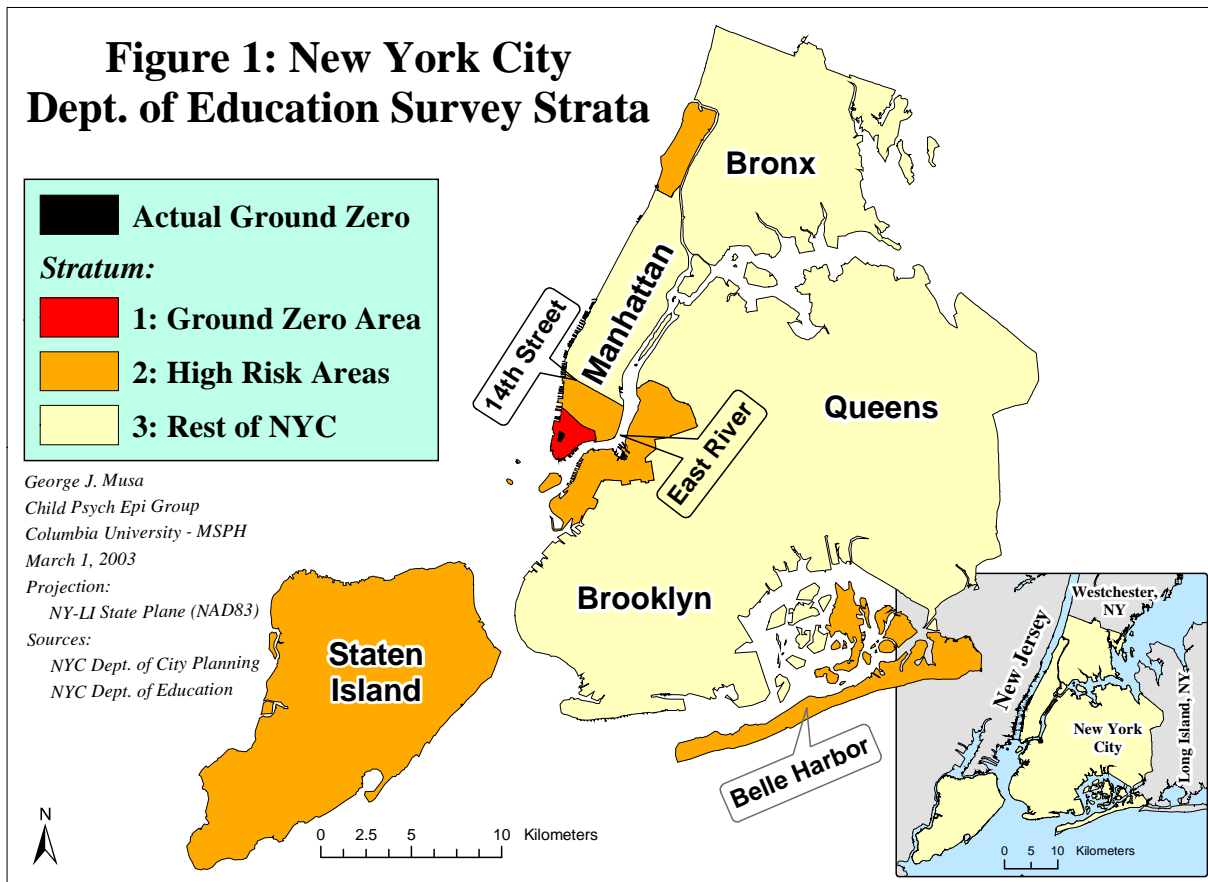 Figure 1: New York City
Dept. of Education Survey Strata
Actual Ground Zero
Stratum:
1: Ground Zero Area
2: High Risk Areas
3: Rest of NYC
George J. Musa
Child Psych Epi Group
Columbia University - MSPH
March 1, 2003
Projection:
NY-LI State Plane (NAD83)
Sources:
NYC Dept. of City Planning
NYC Dept. of Education
Bronx
Manhattan
14th Street
Queens
East River
Brooklyn
Staten
Island
Belle Harbor
N
0 2.5 5 10 Kilometers
Westchester,
NY
New Jersey
New York
City
Long Island, NY
0 5 10 Kilometers